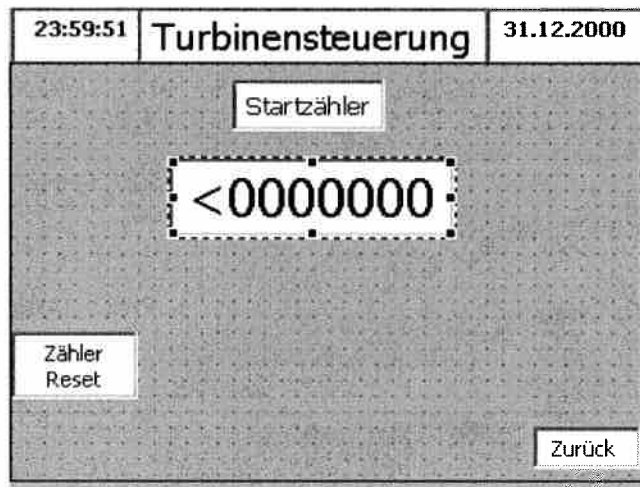 23:59:51
Turbinensteuerung
31.12.2000
Startzähler
<0000000
Zähler
Reset
Zurück